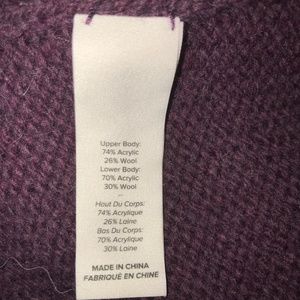 Upper Body:
74% Acrylic
26% Wool
Lower Body:
70% Acrylic
30% Wool
–
Haut Du Corps:
74% Acrylique
26% Laine
Bas Du Corps:
70% Acrylique
30% Laine
MADE IN CHINA
FABRIQUÉ EN CHINE